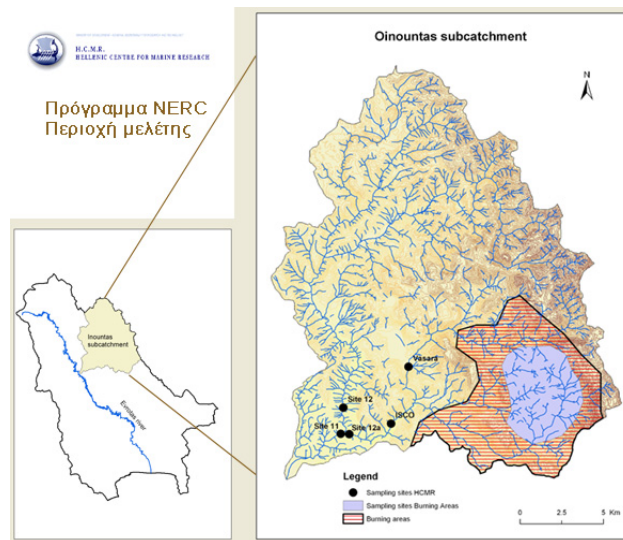 H.C.M.R.
HELLENIC CENTRE FOR MARINE RESEARCH
Πρόγραμμα NERC
Περιοχή μελέτης
Inountas
subcatchment
Evrotas river
Oinountas subcatchment
N
Vasara
Site 12
ISCO
Site 11
Site 12a
Legend
Sampling sites HCMR
Sampling sites Burning Areas
Burning areas
0 2.5 5 Km